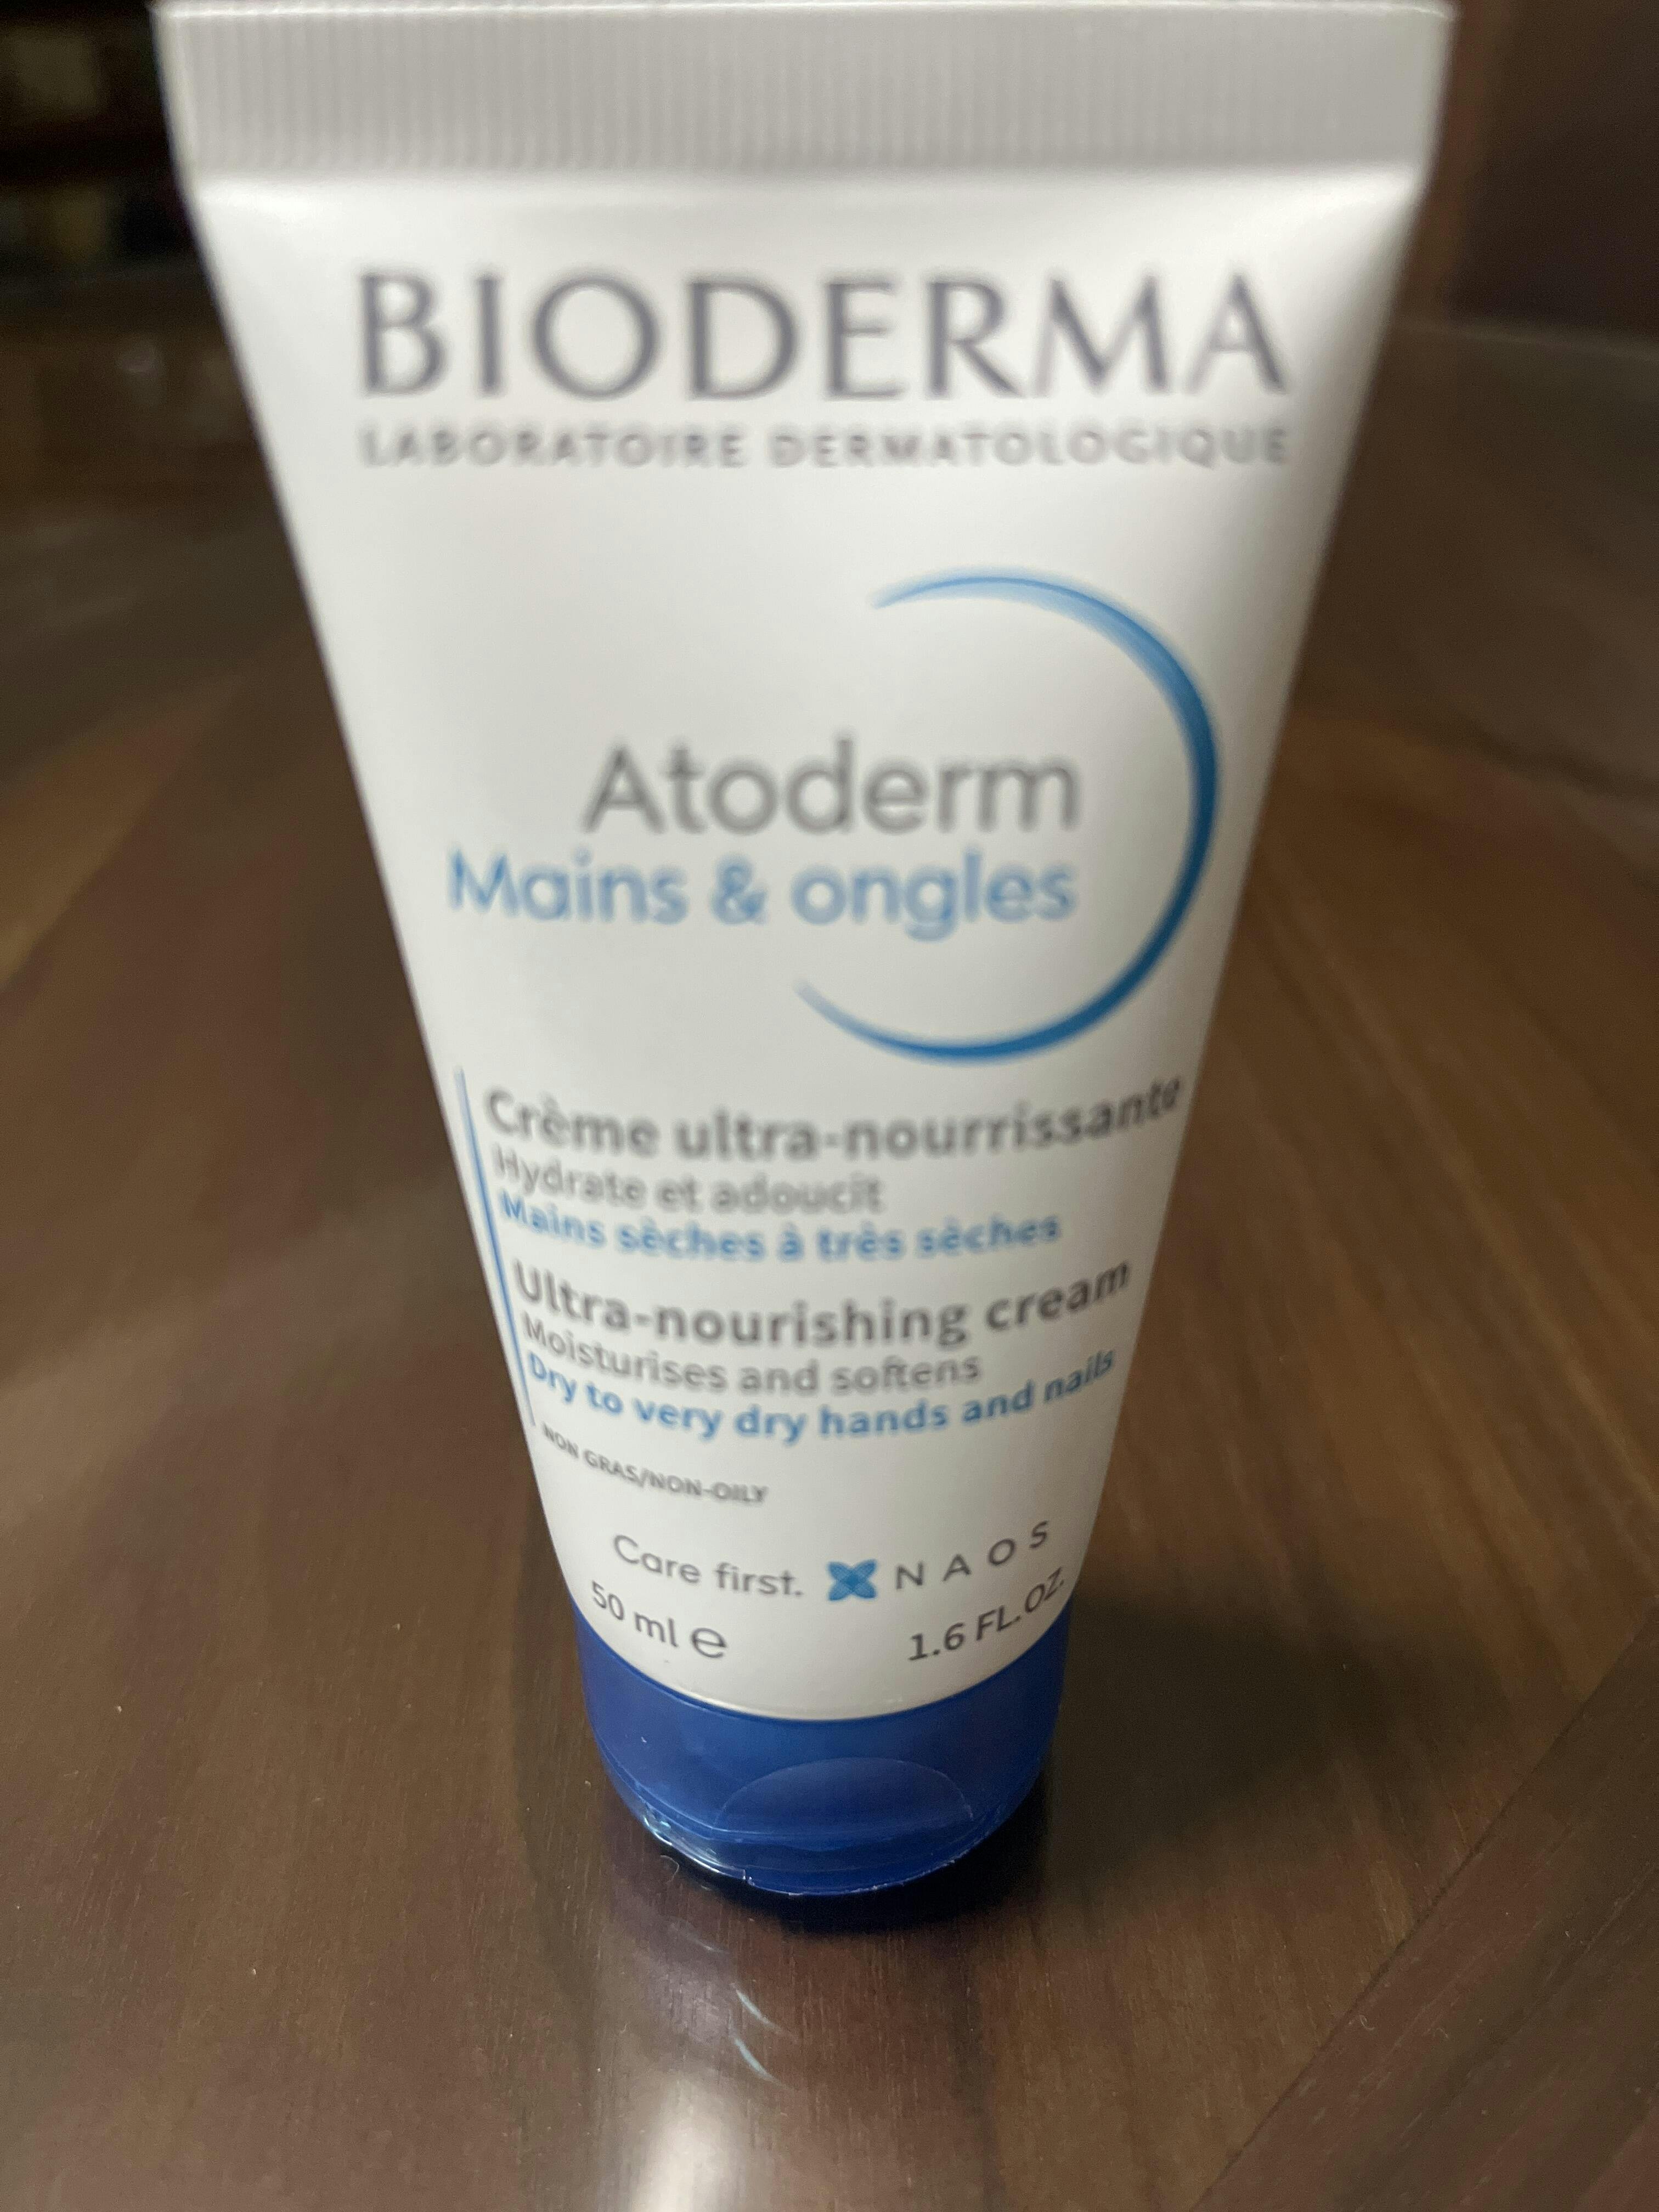 BIODERMA
LABORATOIRE DERMATOLOGIQUE
Atoderm
Mains & ongles
Crème ultra-nourrissante
Hydrate et adoucit
Mains sèches à très sèches
Ultra-nourishing cream
Moisturises and softens
Dry to very dry hands and nails
NON GRAS/NON-OILY
Care first. NAOS
50 ml e 1.6 FL.OZ.